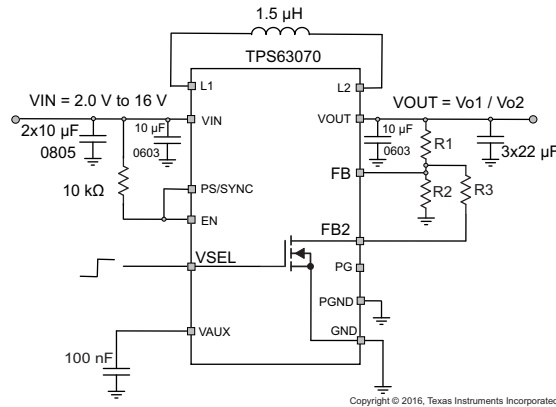 1.5 µH
TPS63070
L1
L2
VIN = 2.0 V to 16 V
VOUT = Vo1 / Vo2
2x10 µF
0805
10 µF
0603
VIN
VOUT
10 µF
0603
R1
3x22 µF
10 kΩ
PS/SYNC
FB
R2
R3
EN
FB2
VSEL
PG
PGND
VAUX
GND
100 nF
Copyright © 2016, Texas Instruments Incorporated